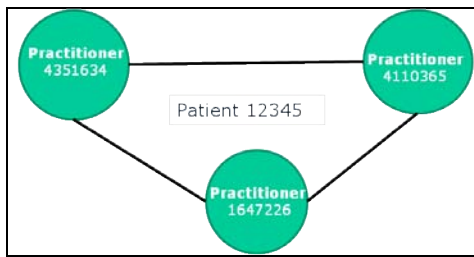 Practitioner
4351634
Practitioner
4110365
Patient 12345
Practitioner
1647226